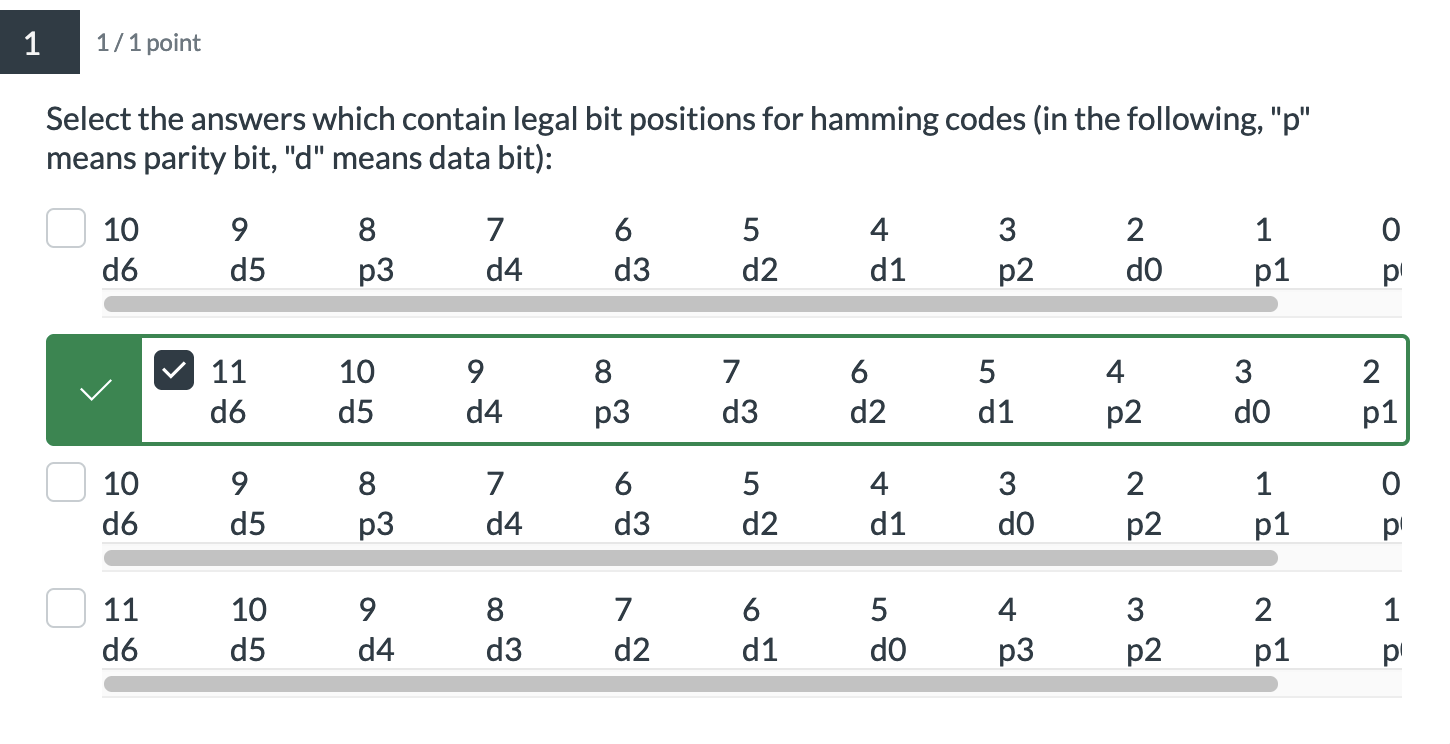 1
1 / 1 point
Select the answers which contain legal bit positions for hamming codes (in the following, "p"
means parity bit, "d" means data bit):
10 9 8 7 6 5 4 3 2 1 0
d6 d5 p3 d4 d3 d2 d1 p2 d0 p1 p
11 10 9 8 7 6 5 4 3 2
d6 d5 d4 p3 d3 d2 d1 p2 d0 p1
10 9 8 7 6 5 4 3 2 1 0
d6 d5 p3 d4 d3 d2 d1 d0 p2 p1 p
11 10 9 8 7 6 5 4 3 2 1
d6 d5 d4 d3 d2 d1 d0 p3 p2 p1 p